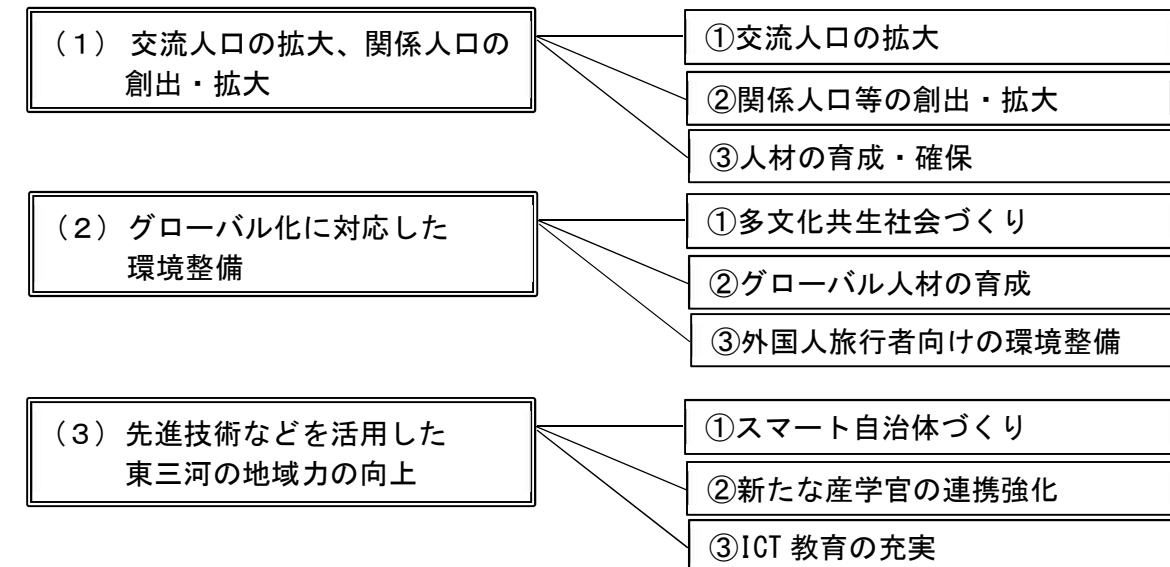 （１） 交流人口の拡大、関係人口の
創出・拡大
①交流人口の拡大
②関係人口等の創出・拡大
③人材の育成・確保
（２）グローバル化に対応した
環境整備
①多文化共生社会づくり
②グローバル人材の育成
③外国人旅行者向けの環境整備
（３）先進技術などを活用した
東三河の地域力の向上
①スマート自治体づくり
②新たな産学官の連携強化
③ICT 教育の充実